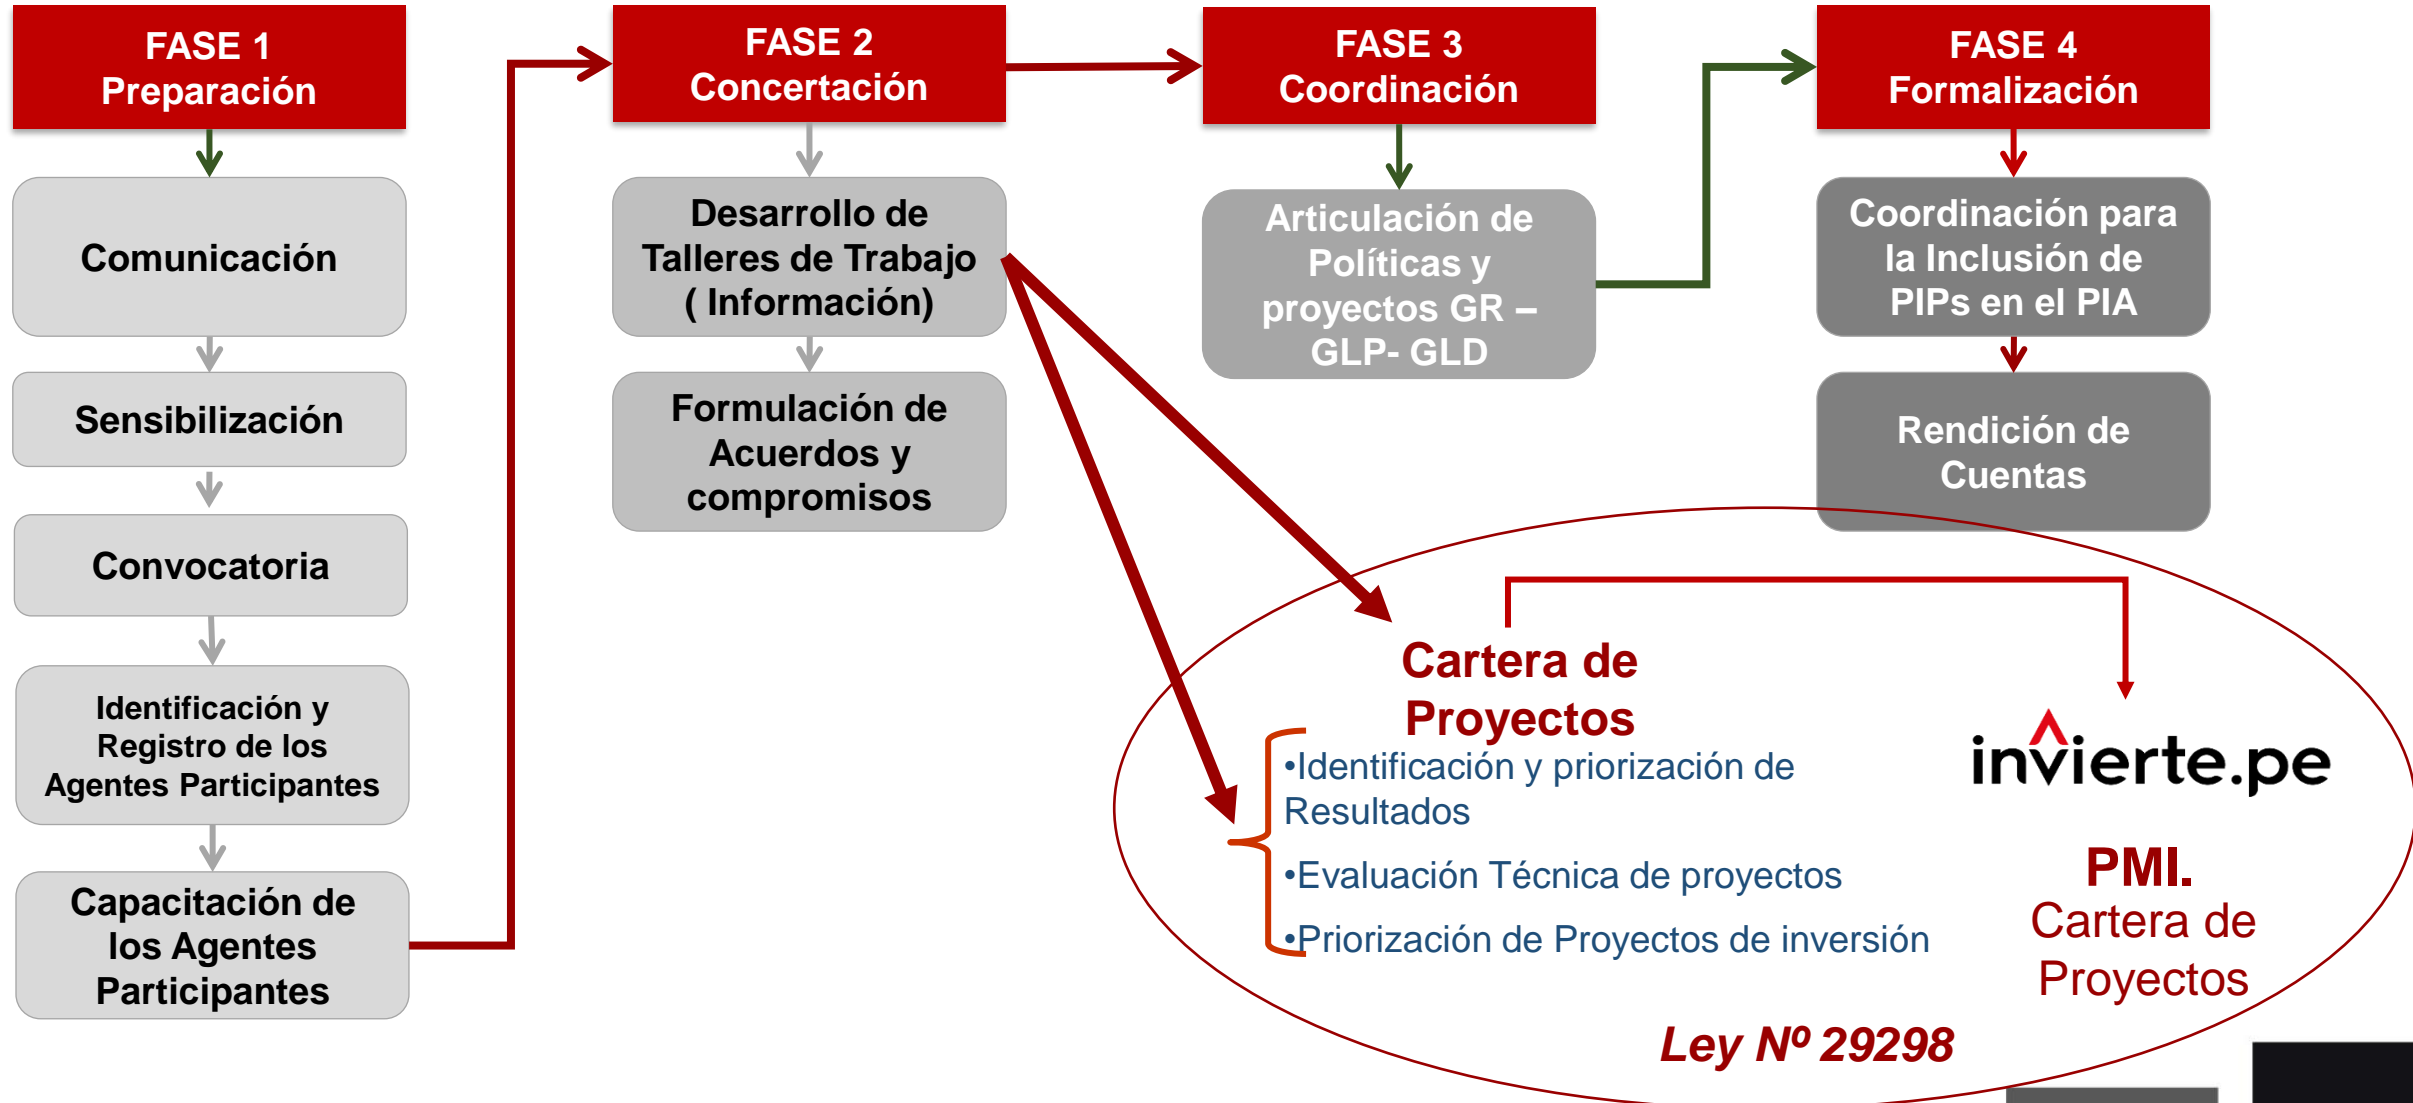 FASE 1
Preparación
Comunicación
Sensibilización
Convocatoria
Identificación y
Registro de los
Agentes Participantes
Capacitación de
los Agentes
Participantes
FASE 2
Concertación
Desarrollo de
Talleres de Trabajo
( Información)
Formulación de
Acuerdos y
compromisos
FASE 3
Coordinación
Articulación de
Políticas y
proyectos GR –
GLP- GLD
FASE 4
Formalización
Coordinación para
la Inclusión de
PIPs en el PIA
Rendición de
Cuentas
Cartera de
Proyectos
•Identificación y priorización de
Resultados
•Evaluación Técnica de proyectos
•Priorización de Proyectos de inversión
invierte.pe
PMI.
Cartera de
Proyectos
Ley Nº 29298